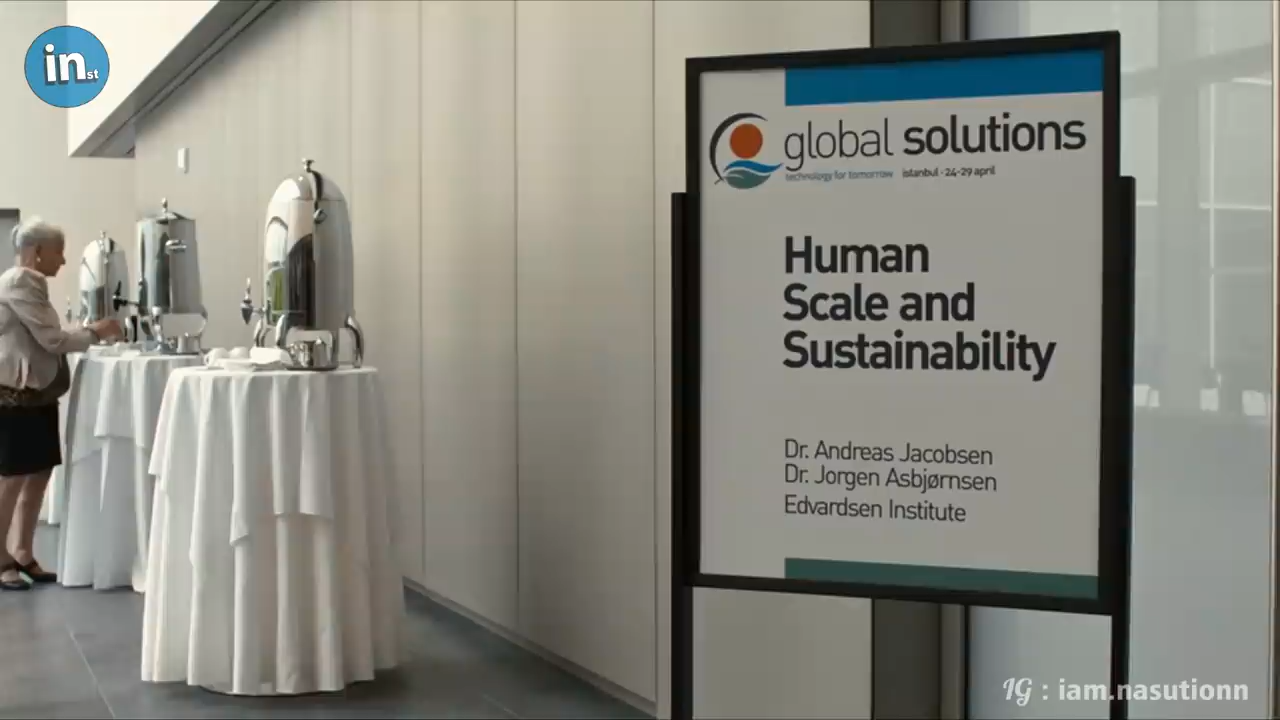 in.st
global solutions
technology for tomorrow istanbul · 24-29 april
Human
Scale and
Sustainability
Dr. Andreas Jacobsen
Dr. Jorgen Asbjørnsen
Edvardsen Institute
IG : iam.nasutionn